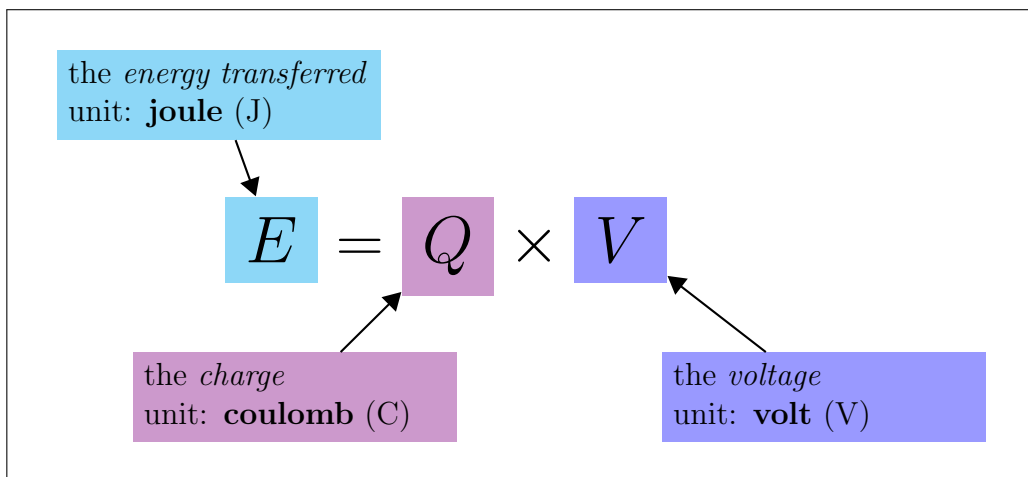 the energy transferred
unit: joule (J)
E = Q × V
the charge
unit: coulomb (C)
the voltage
unit: volt (V)